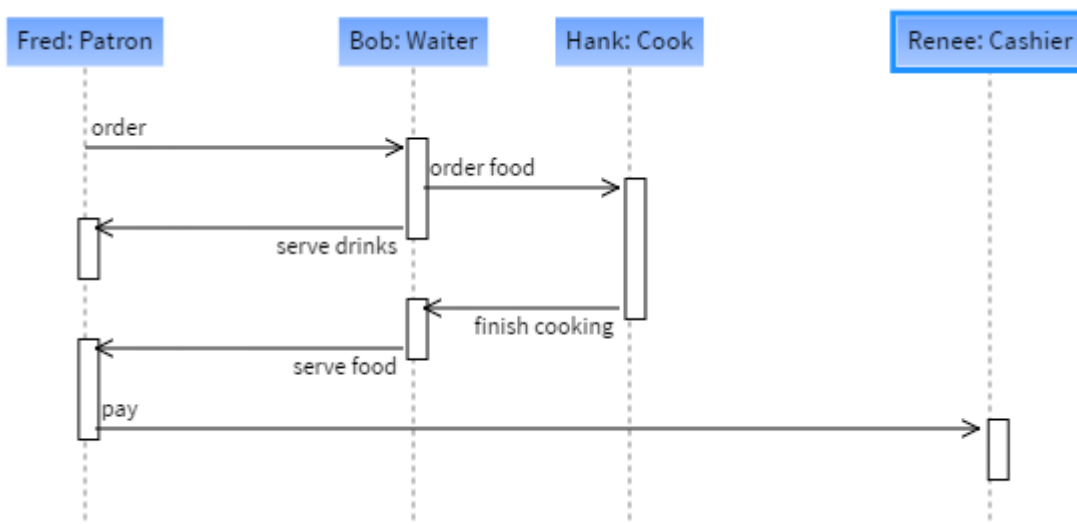 Fred: Patron
Bob: Waiter
Hank: Cook
Renee: Cashier
order
order food
serve drinks
finish cooking
serve food
pay